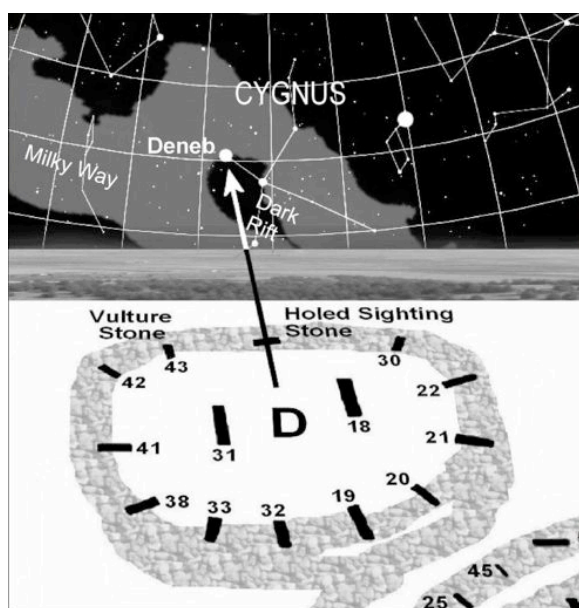 CYGNUS
Deneb
Milky Way
Dark
Rift
Vulture
Stone
Holed Sighting
Stone
43
30
42
22
D
18
31
41
21
20
38
33
32
19
45
25